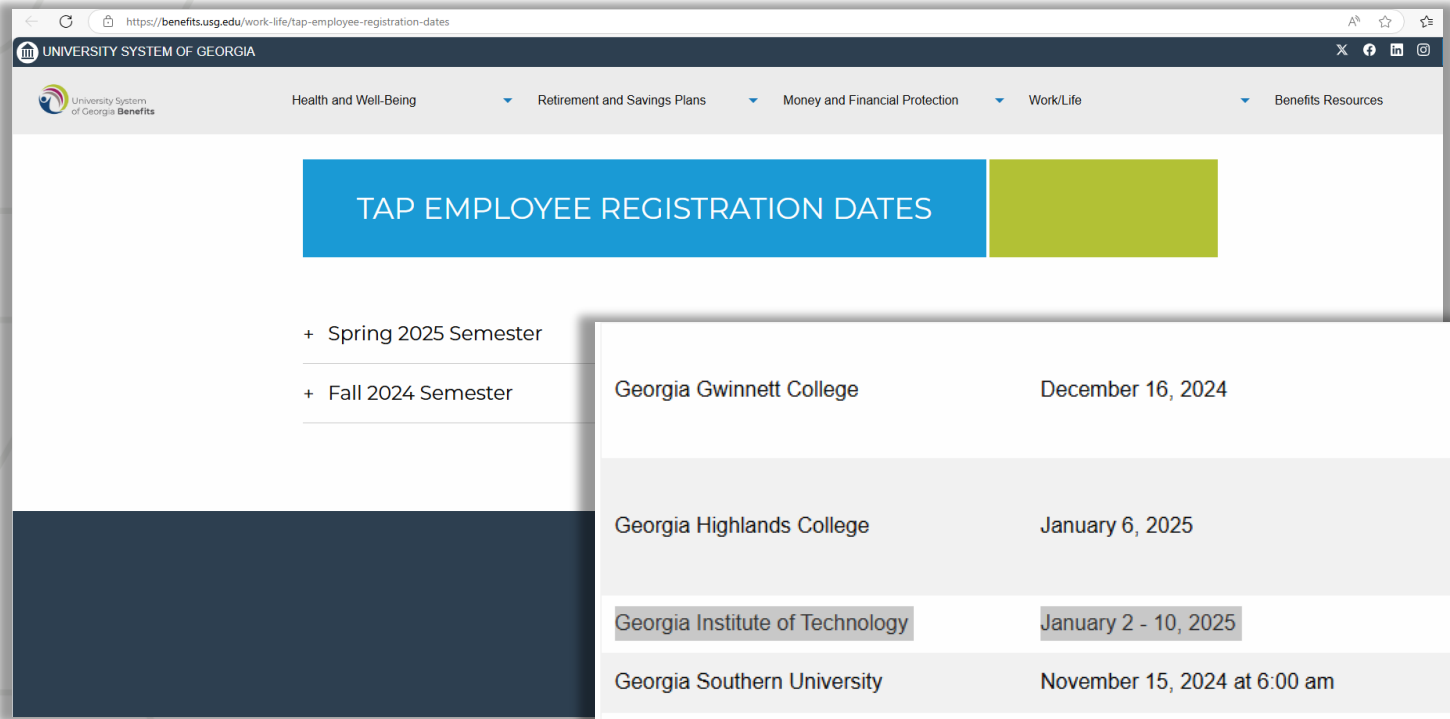 https://benefits.usg.edu/work-life/tap-employee-registration-dates
UNIVERSITY SYSTEM OF GEORGIA
University System
of Georgia Benefits
Health and Well-Being
Retirement and Savings Plans
Money and Financial Protection
Work/Life
Benefits Resources
TAP EMPLOYEE REGISTRATION DATES
+ Spring 2025 Semester
+ Fall 2024 Semester
Georgia Gwinnett College December 16, 2024
Georgia Highlands College January 6, 2025
Georgia Institute of Technology January 2 - 10, 2025
Georgia Southern University November 15, 2024 at 6:00 am